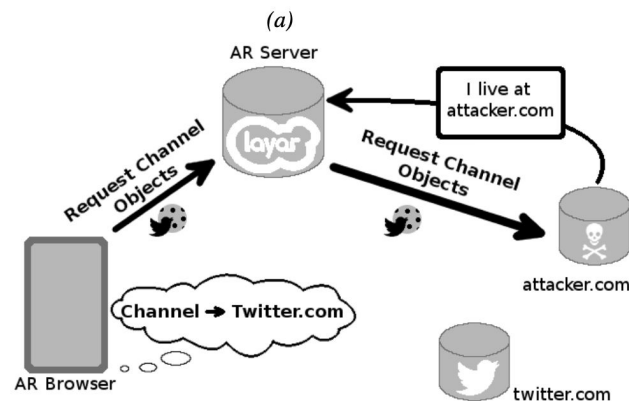 (a)
AR Server
layar
I live at
attacker.com
Request Channel
Objects
Request Channel
Objects
attacker.com
Channel → Twitter.com
AR Browser
twitter.com